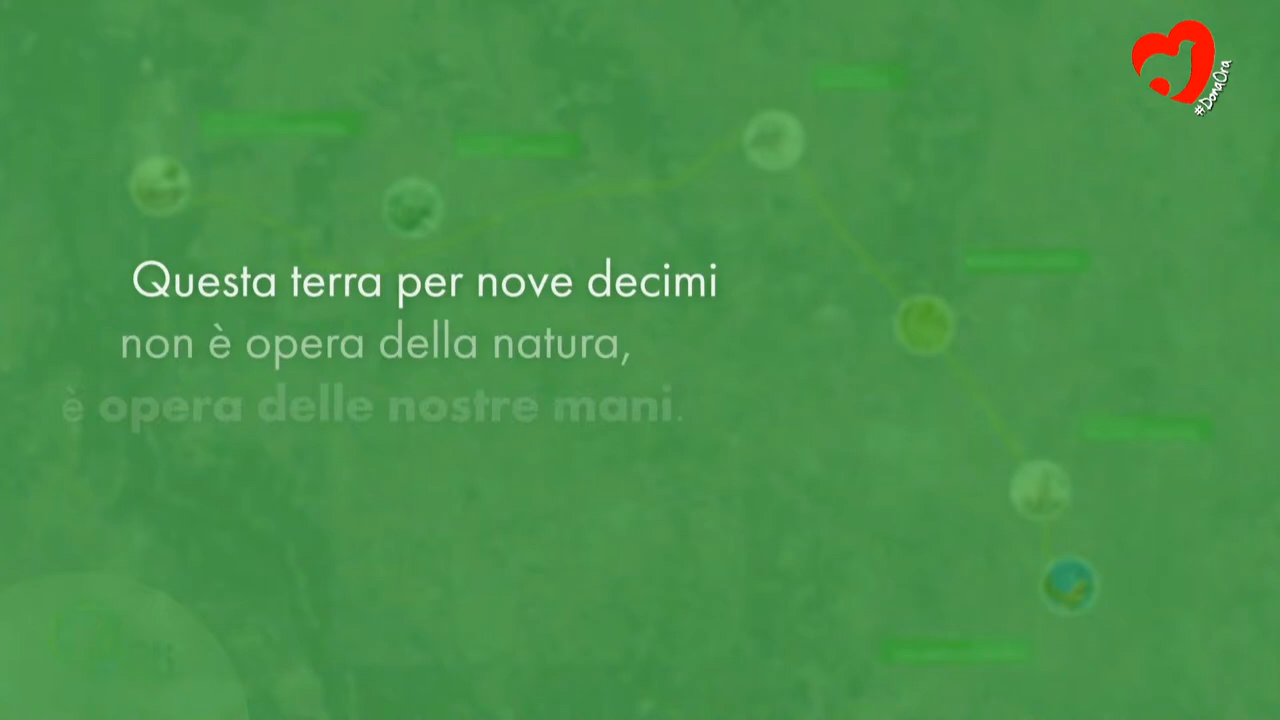 #DonaOra
Questa terra per nove decimi
non è opera della natura,
è opera delle nostre mani.